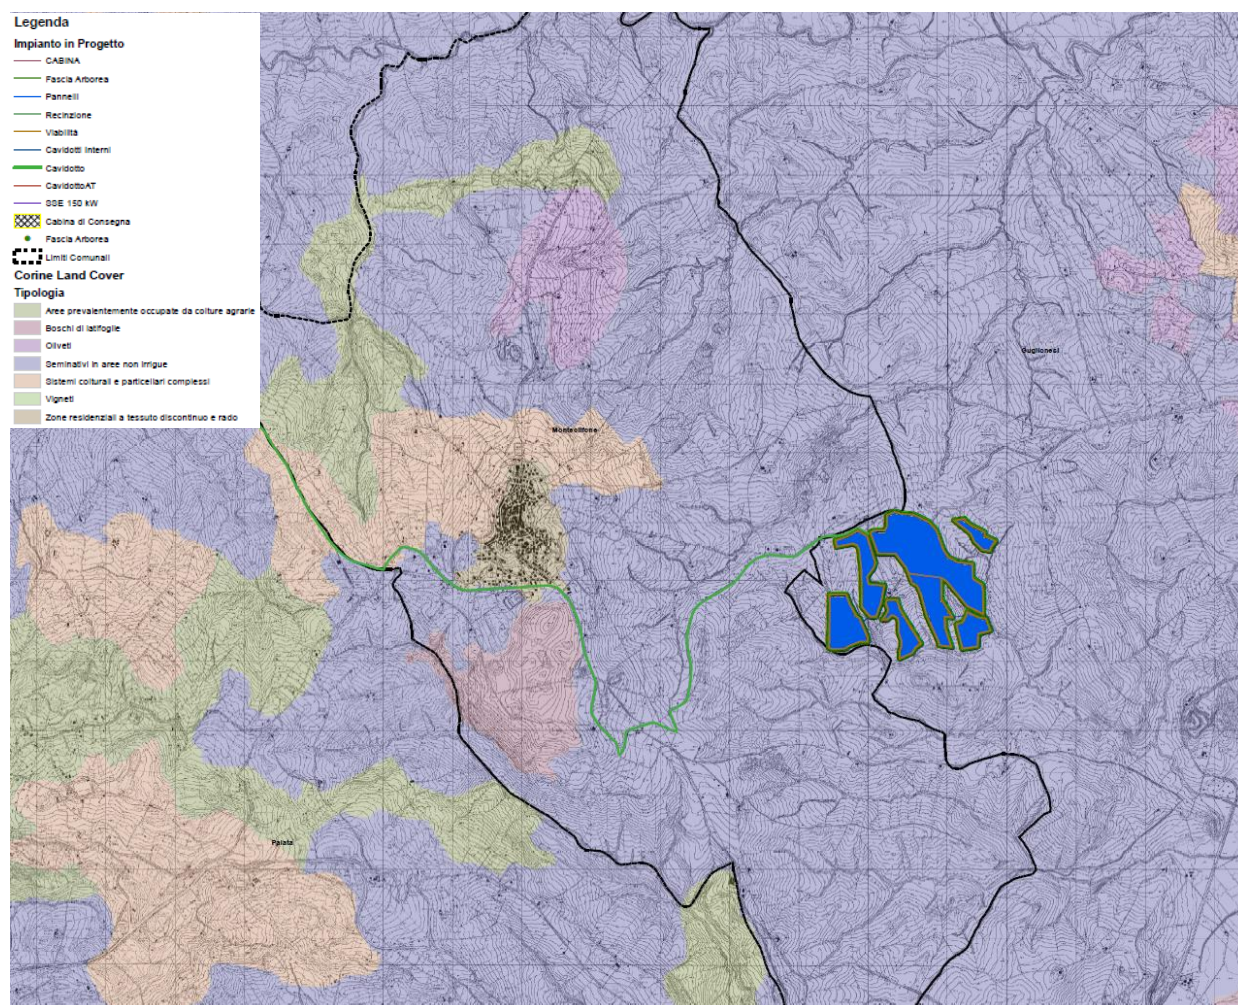 Legenda
Impianto in Progetto
CABINA
Fascia Arborea
Pannelli
Recinzione
Viabilità
Cavidotti Interni
Cavidotto
CavidottoAT
SSE 150 kW
Cabina di Consegna
Fascia Arborea
Limiti Comunali
Corine Land Cover
Tipologia
Aree prevalentemente occupate da colture agrarie
Boschi di latifoglie
Oliveti
Seminativi in aree non irrigue
Sistemi colturali e particellari complessi
Vigneti
Zone residenziali a tessuto discontinuo e rado
Guglionesi
Montecilfone
Palata